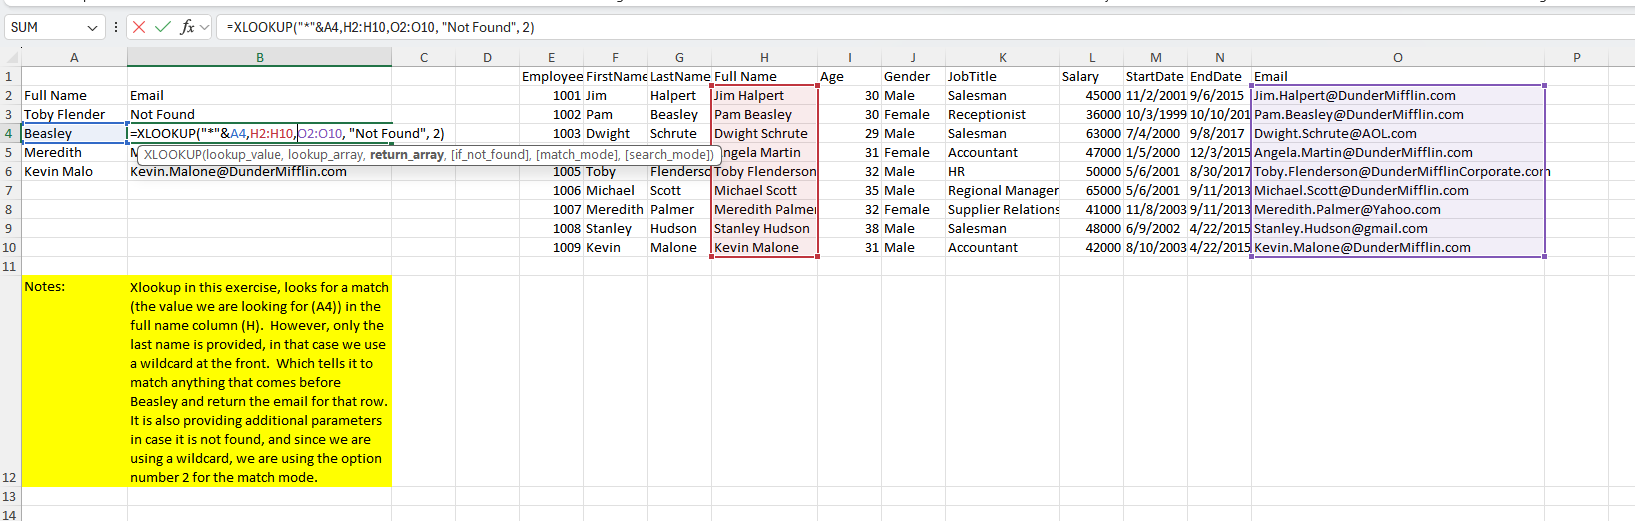 SUM =XLOOKUP("*"&A4,H2:H10,O2:O10, "Not Found", 2)
A B C D E F G H I J K L M N O P
1 Employee FirstName LastName Full Name Age Gender JobTitle Salary StartDate EndDate Email
2 Full Name Email 1001 Jim Halpert Jim Halpert 30 Male Salesman 45000 11/2/2001 9/6/2015 Jim.Halpert@DunderMifflin.com
3 Toby Flender Not Found 1002 Pam Beasley Pam Beasley 30 Female Receptionist 36000 10/3/1999 10/10/201 Pam.Beasley@DunderMifflin.com
4 Beasley =XLOOKUP("*"&A4,H2:H10,O2:O10, "Not Found", 2) 1003 Dwight Schrute Dwight Schrute 29 Male Salesman 63000 7/4/2000 9/8/2017 Dwight.Schrute@AOL.com
5 Meredith M XLOOKUP(lookup_value, lookup_array, return_array, [if_not_found], [match_mode], [search_mode]) ngela Martin 31 Female Accountant 47000 1/5/2000 12/3/2015 Angela.Martin@DunderMifflin.com
6 Kevin Malo Kevin.Malone@DunderMifflin.com 1005 Toby Flenderso Toby Flenderson 32 Male HR 50000 5/6/2001 8/30/2017 Toby.Flenderson@DunderMifflinCorporate.com
7 1006 Michael Scott Michael Scott 35 Male Regional Manager 65000 5/6/2001 9/11/2013 Michael.Scott@DunderMifflin.com
8 1007 Meredith Palmer Meredith Palmer 32 Female Supplier Relations 41000 11/8/2003 9/11/2013 Meredith.Palmer@Yahoo.com
9 1008 Stanley Hudson Stanley Hudson 38 Male Salesman 48000 6/9/2002 4/22/2015 Stanley.Hudson@gmail.com
10 1009 Kevin Malone Kevin Malone 31 Male Accountant 42000 8/10/2003 4/22/2015 Kevin.Malone@DunderMifflin.com
11
Notes: Xlookup in this exercise, looks for a match
(the value we are looking for (A4)) in the
full name column (H). However, only the
last name is provided, in that case we use
a wildcard at the front. Which tells it to
match anything that comes before
Beasley and return the email for that row.
It is also providing additional parameters
in case it is not found, and since we are
using a wildcard, we are using the option
12 number 2 for the match mode.
13
14